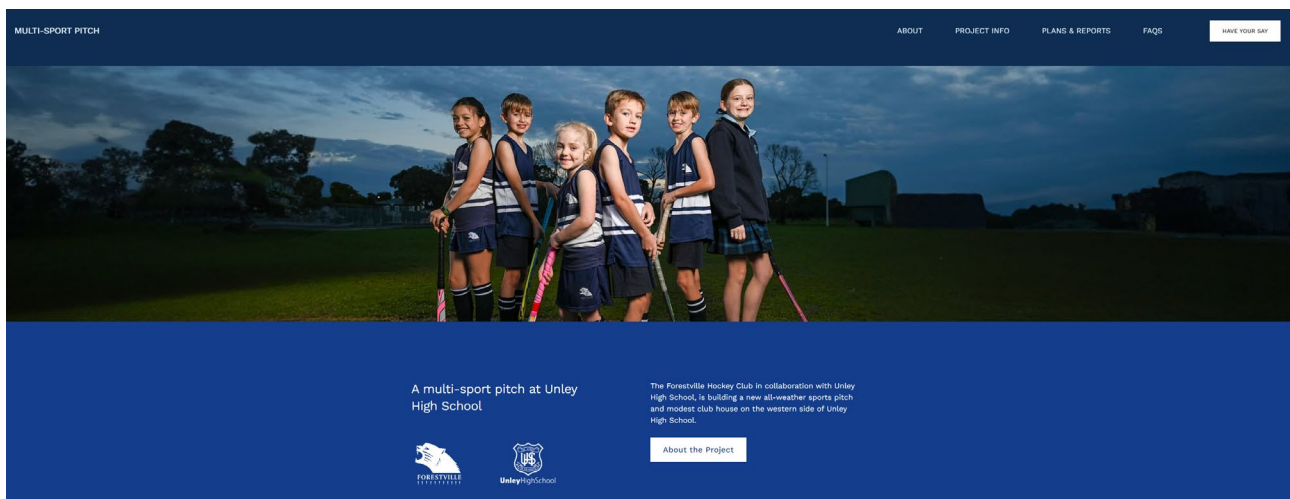 MULTI-SPORT PITCH
ABOUT
PROJECT INFO
PLANS & REPORTS
FAQS
HAVE YOUR SAY
A multi-sport pitch at Unley
High School
FORESTVILLE
UnleyHighSchool
The Forestville Hockey Club in collaboration with Unley
High School, is building a new all-weather sports pitch
and modest club house on the western side of Unley
High School.
About the Project